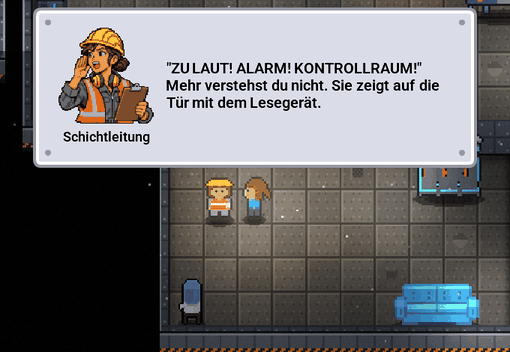 "ZU LAUT! ALARM! KONTROLLRAUM!"
Mehr verstehst du nicht. Sie zeigt auf die
Tür mit dem Lesegerät.
Schichtleitung